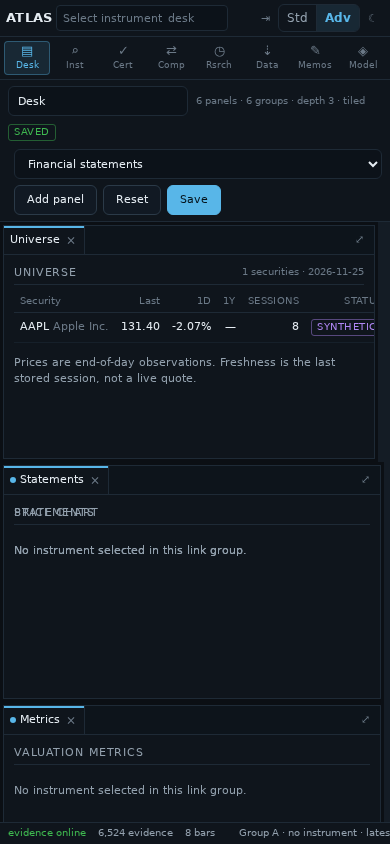 ATLAS Select instrument desk Std Adv
Desk Inst Cert Comp Rsrch Data Memos Model
Desk 6 panels · 6 groups · depth 3 · tiled
SAVED
Financial statements
Add panel Reset Save
Universe ×
UNIVERSE 1 securities · 2026-11-25
Security Last 1D 1Y SESSIONS STATU
AAPL Apple Inc. 131.40 -2.07% — 8 SYNTHETIC
Prices are end-of-day observations. Freshness is the last
stored session, not a live quote.
Statements ×
No instrument selected in this link group.
Metrics ×
VALUATION METRICS
No instrument selected in this link group.
evidence online 6,524 evidence 8 bars Group A · no instrument · lates